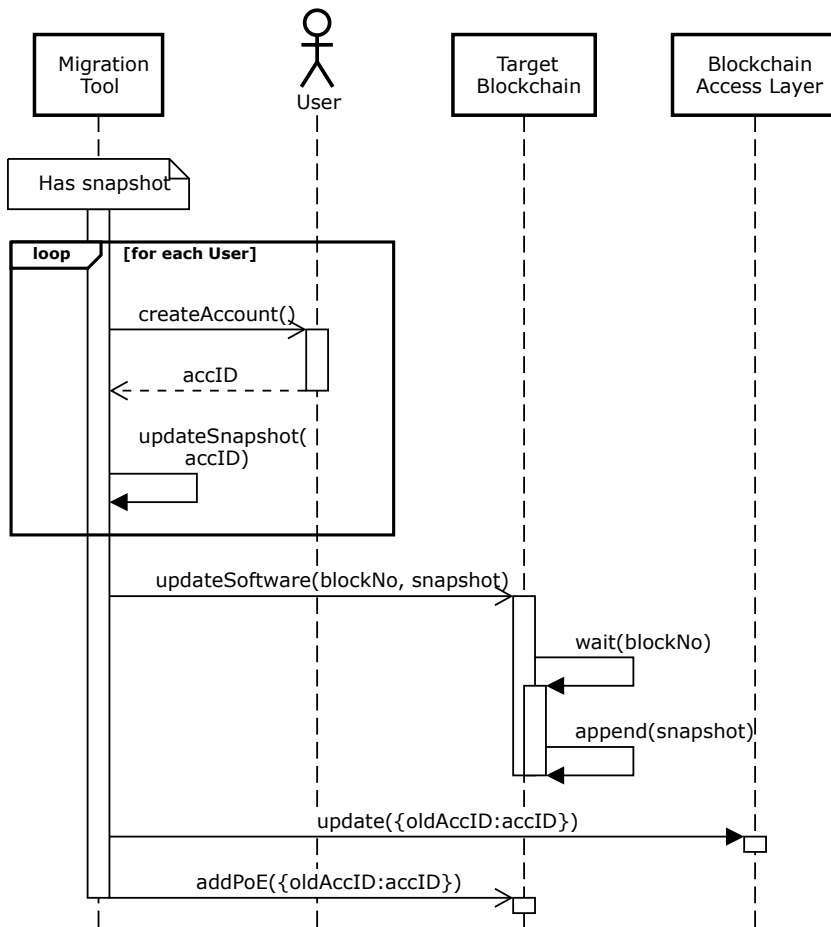 Migration
Tool
User
Target
Blockchain
Blockchain
Access Layer
Has snapshot
loop
[for each User]
createAccount()
accID
updateSnapshot(
accID)
updateSoftware(blockNo, snapshot)
wait(blockNo)
append(snapshot)
update({oldAccID:accID})
addPoE({oldAccID:accID})